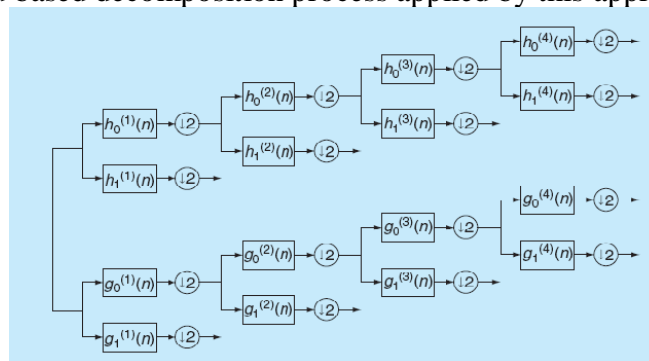 based decomposition process applied by this appr
h₀⁽⁴⁾(n) ↓2
h₀⁽³⁾(n) ↓2
h₀⁽²⁾(n) ↓2 h₁⁽⁴⁾(n) ↓2
h₀⁽¹⁾(n) ↓2 h₁⁽³⁾(n) ↓2
h₁⁽²⁾(n) ↓2
h₁⁽¹⁾(n) ↓2
g₀⁽⁴⁾(n) ↓2
g₀⁽³⁾(n) ↓2
g₀⁽²⁾(n) ↓2 g₁⁽⁴⁾(n) ↓2
g₀⁽¹⁾(n) ↓2 g₁⁽³⁾(n) ↓2
g₁⁽²⁾(n) ↓2
g₁⁽¹⁾(n) ↓2